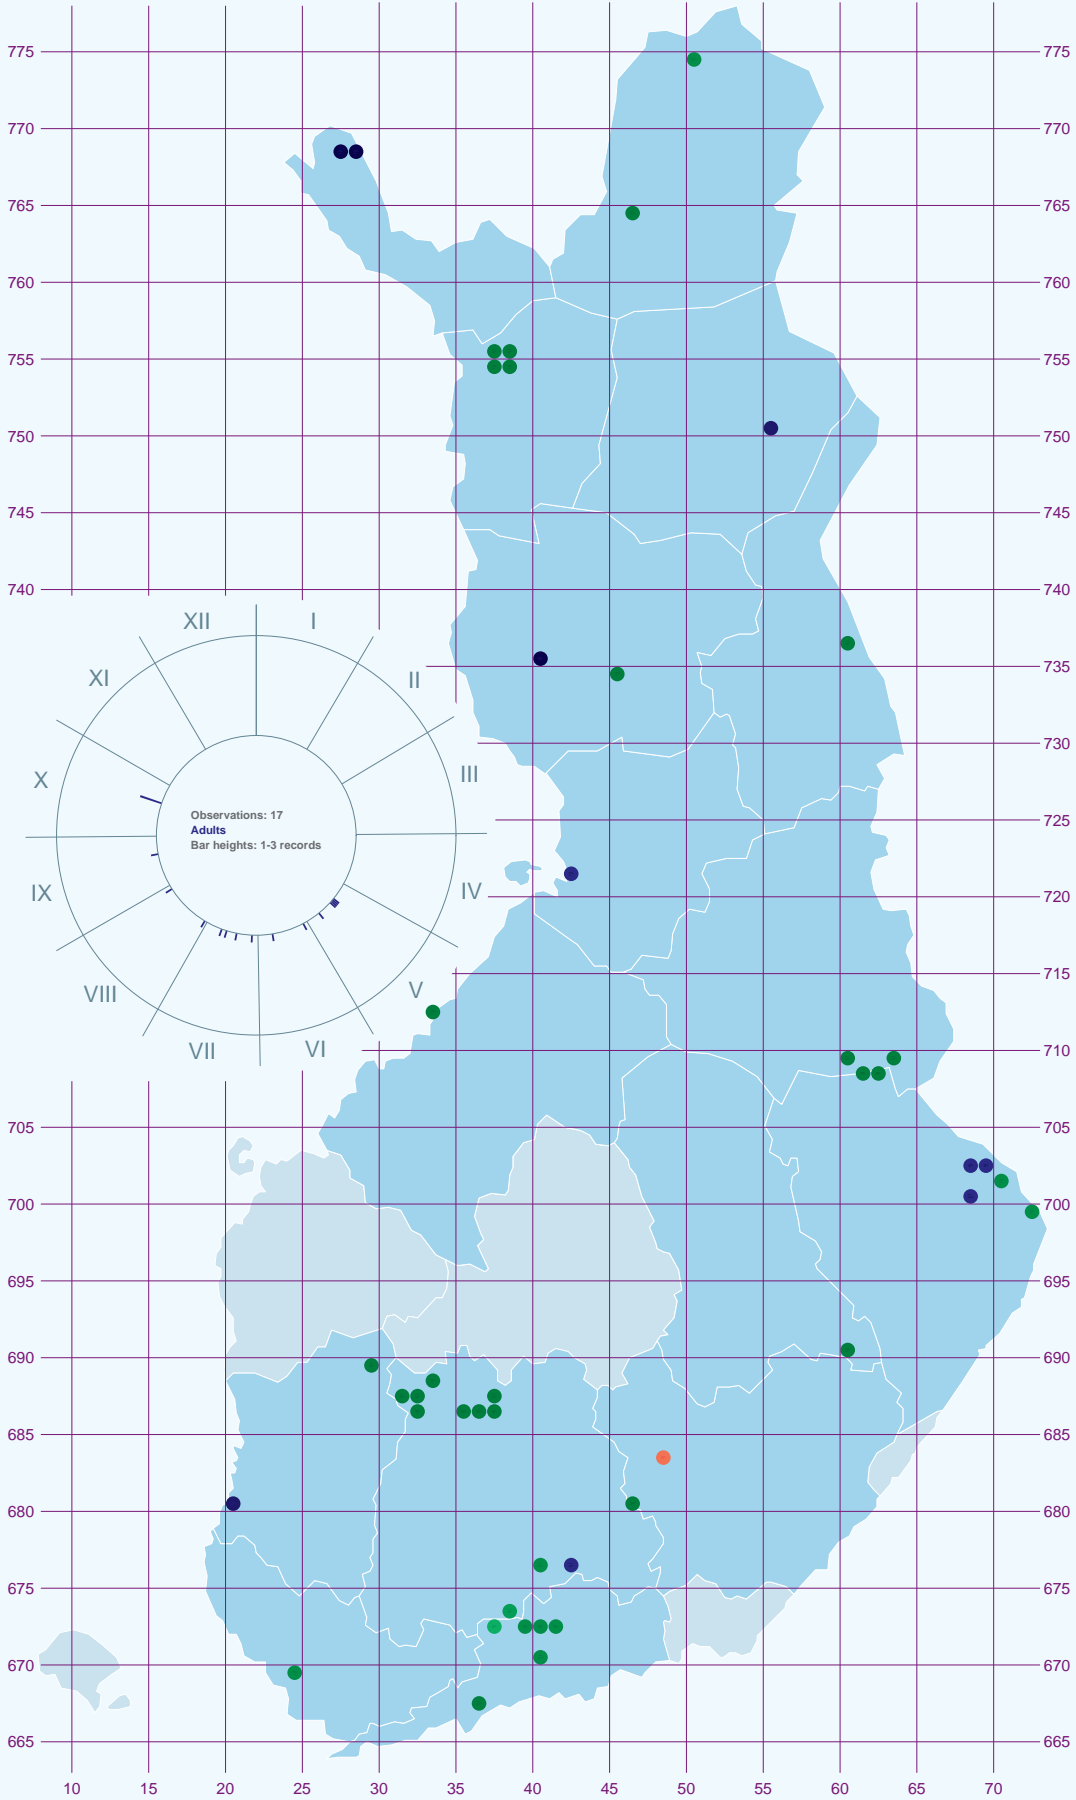 775 775
770 770
765 765
760 760
755 755
750 750
745 745
740 740
XII I
XI II
735 735
730 730
X III
Observations: 17
725 725
Adults
Bar heights: 1-3 records
IX IV
720 720
715 715
VIII V
VII VI
710 710
705 705
700 700
695 695
690 690
685 685
680 680
675 675
670 670
665 665
10 15 20 25 30 35 40 45 50 55 60 65 70